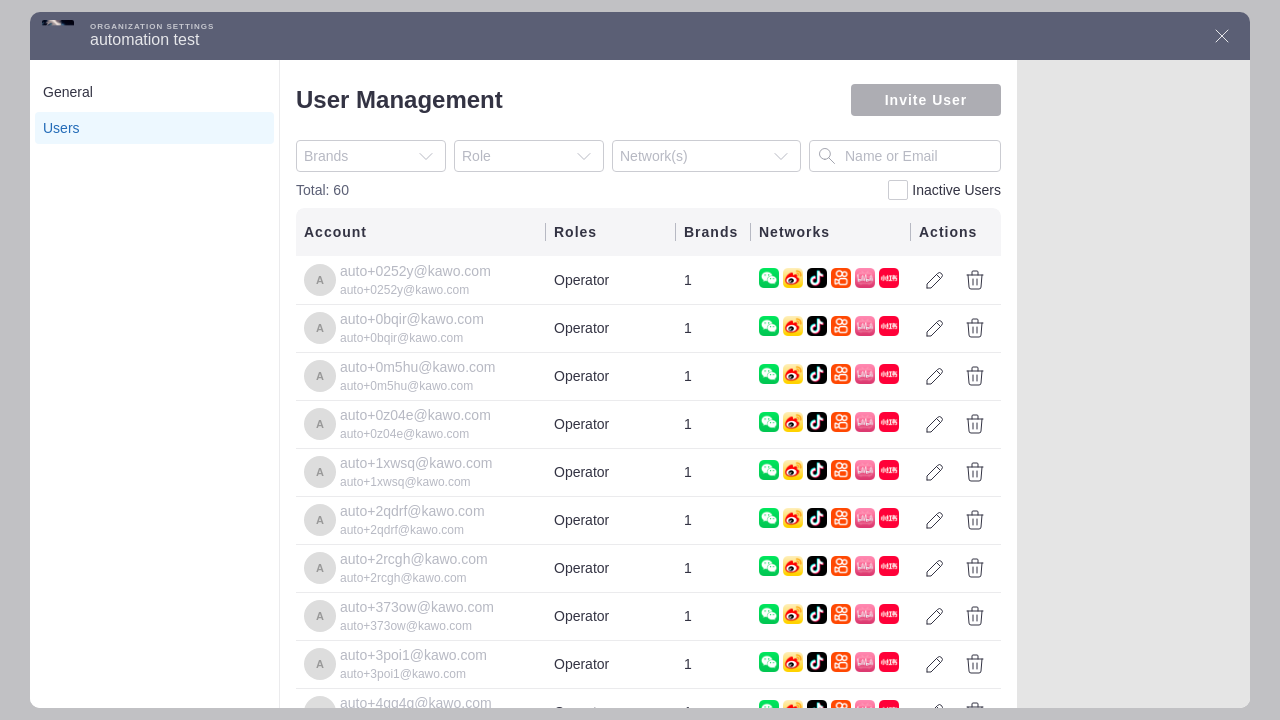 ORGANIZATION SETTINGS
automation test
General
Users
User Management
Invite User
Brands
Role
Network(s)
Name or Email
Total: 60
Inactive Users
Account Roles Brands Networks Actions
A auto+0252y@kawo.com
auto+0252y@kawo.com
Operator 1
A auto+0bqir@kawo.com
auto+0bqir@kawo.com
Operator 1
A auto+0m5hu@kawo.com
auto+0m5hu@kawo.com
Operator 1
A auto+0z04e@kawo.com
auto+0z04e@kawo.com
Operator 1
A auto+1xwsq@kawo.com
auto+1xwsq@kawo.com
Operator 1
A auto+2qdrf@kawo.com
auto+2qdrf@kawo.com
Operator 1
A auto+2rcgh@kawo.com
auto+2rcgh@kawo.com
Operator 1
A auto+373ow@kawo.com
auto+373ow@kawo.com
Operator 1
A auto+3poi1@kawo.com
auto+3poi1@kawo.com
Operator 1